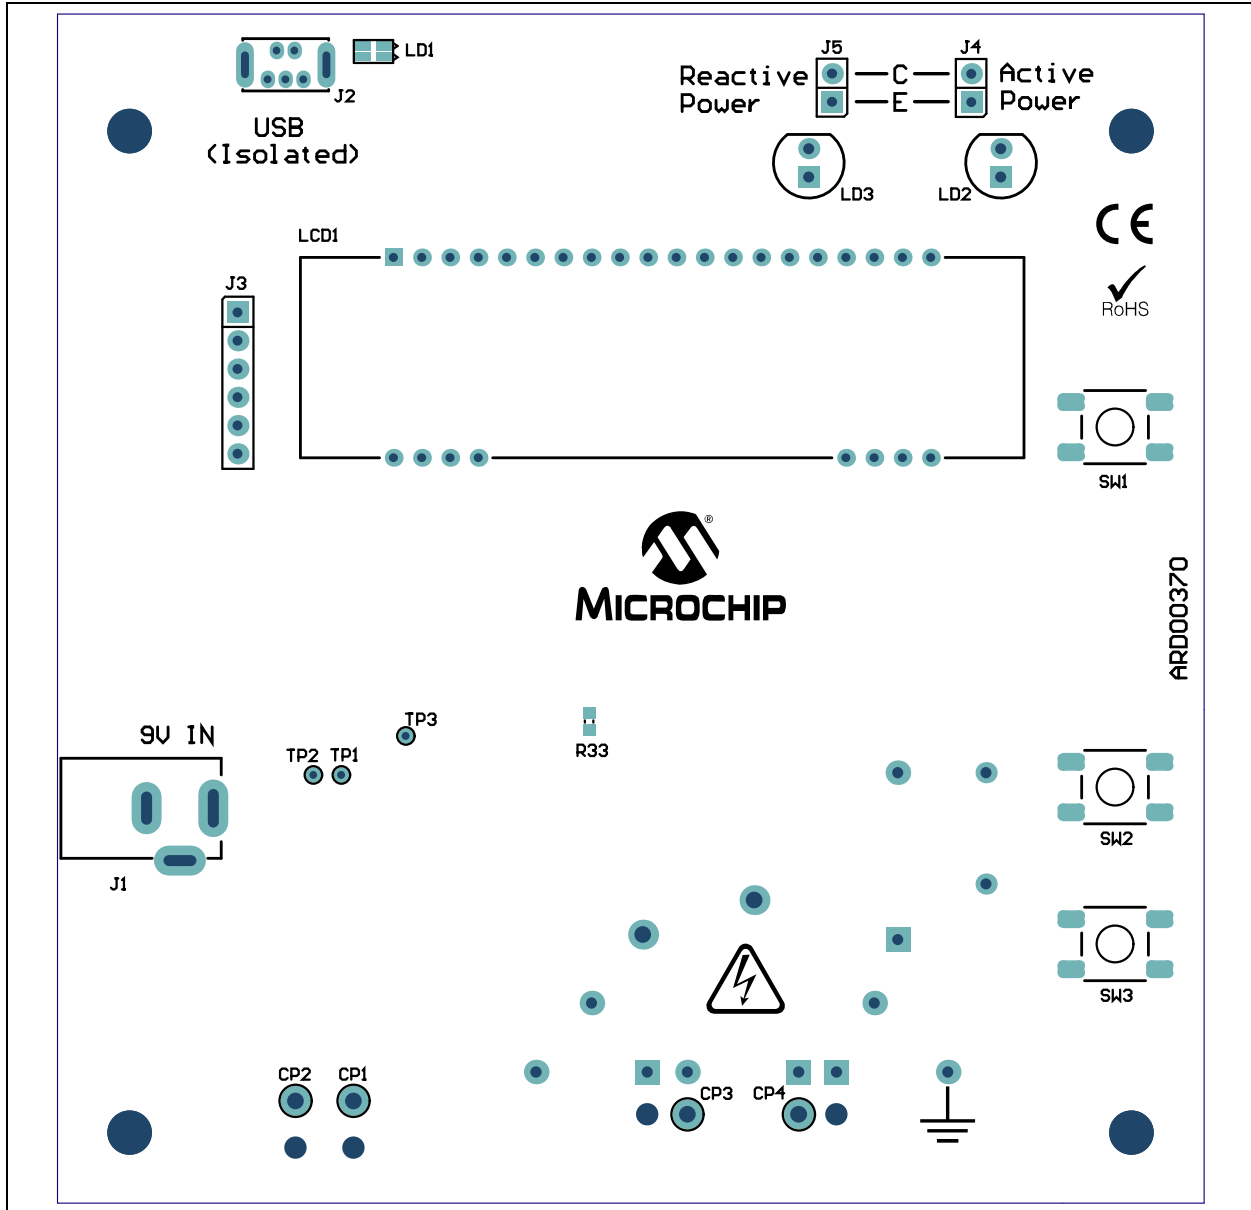 LD1
J2
USB
(Isolated)
J5
J4
Reactive
Power
C
E
Active
Power
LD3
LD2
CE
RoHS
LCD1
J3
SW1
®
MICROCHIP
ARD00370
9V IN
TP3
TP2
TP1
R33
J1
SW2
SW3
CP2
CP1
CP3
CP4